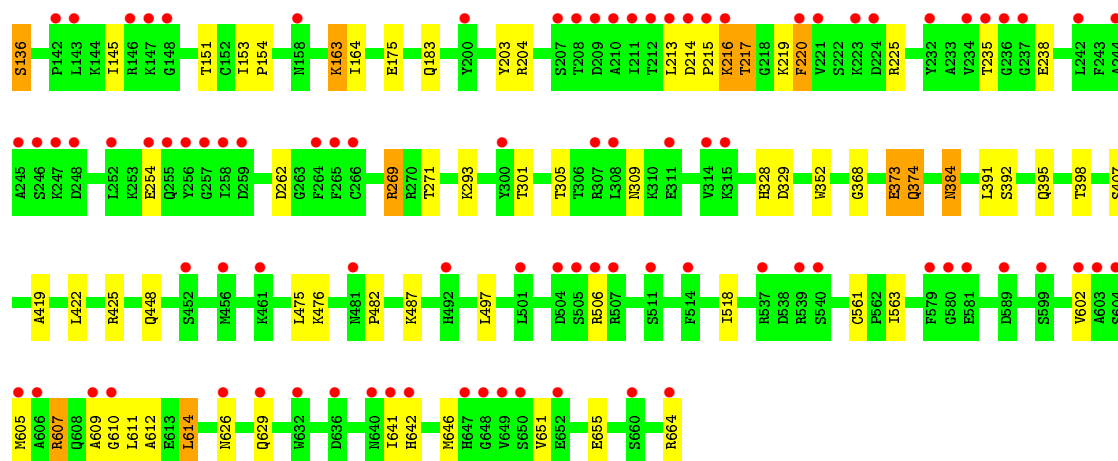 S136 P142 L143 K144 I145 R146 K147 G148 T151 C152 I153 P154 N158 K163 I164 E175 Q183 Y200 Y203 R204 S207 T208 D209 A210 I211 T212 L213 D214 P215 K216 T217 G218 K219 F220 V221 S222 K223 D224 R225 Y232 A233 V234 T235 G236 G237 E238 L242 F243 A244
A245 S246 K247 D248 L252 K253 E254 Q255 Y256 G257 I258 D259 D262 G263 F264 F265 C266 R269 R270 T271 K293 Y300 T301 T305 T306 R307 L308 N309 K310 E311 V314 K315 H328 D329 W352 G368 E373 Q374 N384 L391 S392 Q395 T398 S407
A419 L422 R425 Q448 S452 M456 K461 L475 K476 N481 P482 K487 H492 L497 L501 D504 S505 R506 R507 S511 F514 I518 R537 D538 R539 S540 C561 P562 I563 F579 G580 E581 D589 S599 V602 A603 S604
M605 A606 R607 Q608 A609 G610 L611 A612 E613 L614 N626 Q629 W632 D636 N640 I641 H642 M646 H647 G648 V649 S650 V651 E652 E655 S660 R664